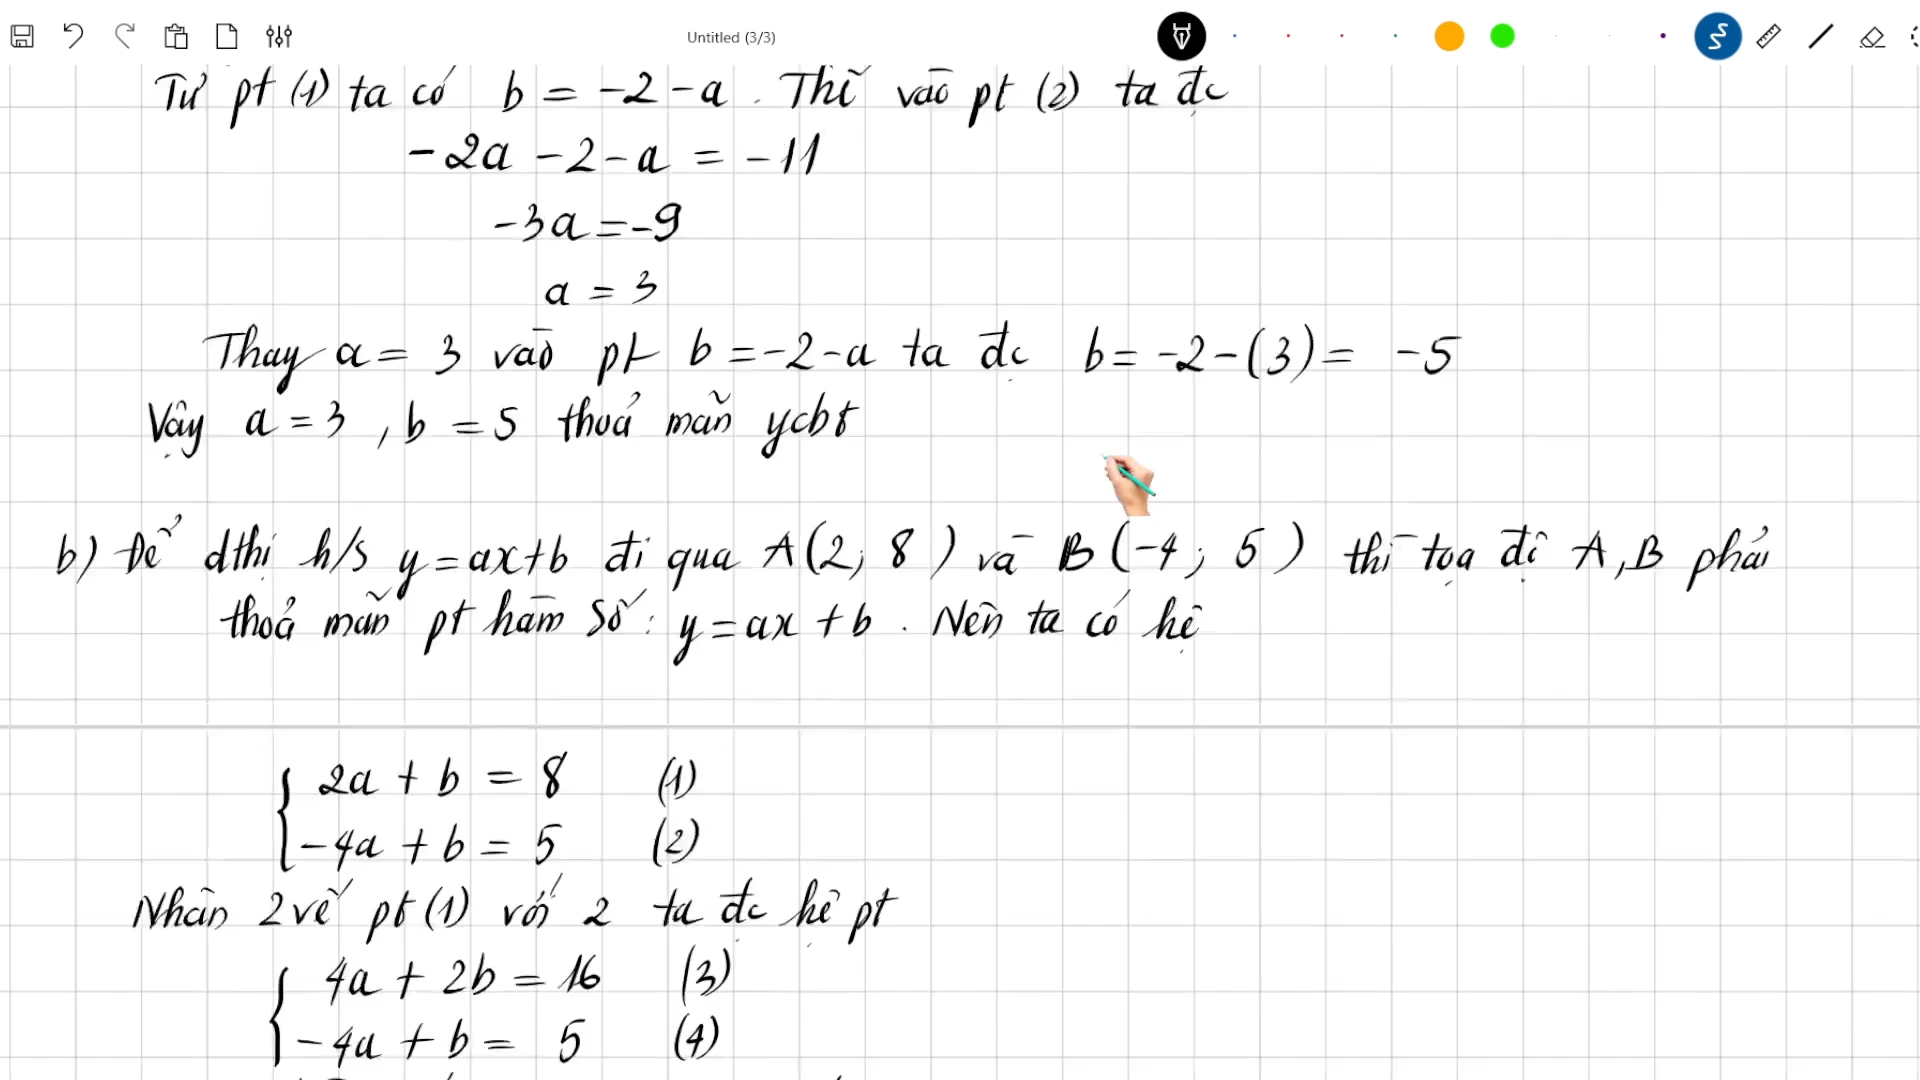 Untitled (3/3)
Từ pt (1) ta có b = -2 - a . Thế vào pt (2) ta đc
-2a - 2 - a = -11
-3a = -9
a = 3
Thay a = 3 vào pt b = -2 - a ta đc b = -2 - (3) = -5
Vậy a = 3 , b = 5 thoả mãn ycbt
b) Để đthị h/s y = ax + b đi qua A(2; 8) và B(-4; 5) thì toạ độ A, B phải
thoả mãn pt hàm số: y = ax + b . Nên ta có hệ
2a + b = 8 (1)
-4a + b = 5 (2)
Nhân 2 vế pt (1) với 2 ta đc hệ pt
4a + 2b = 16 (3)
-4a + b = 5 (4)